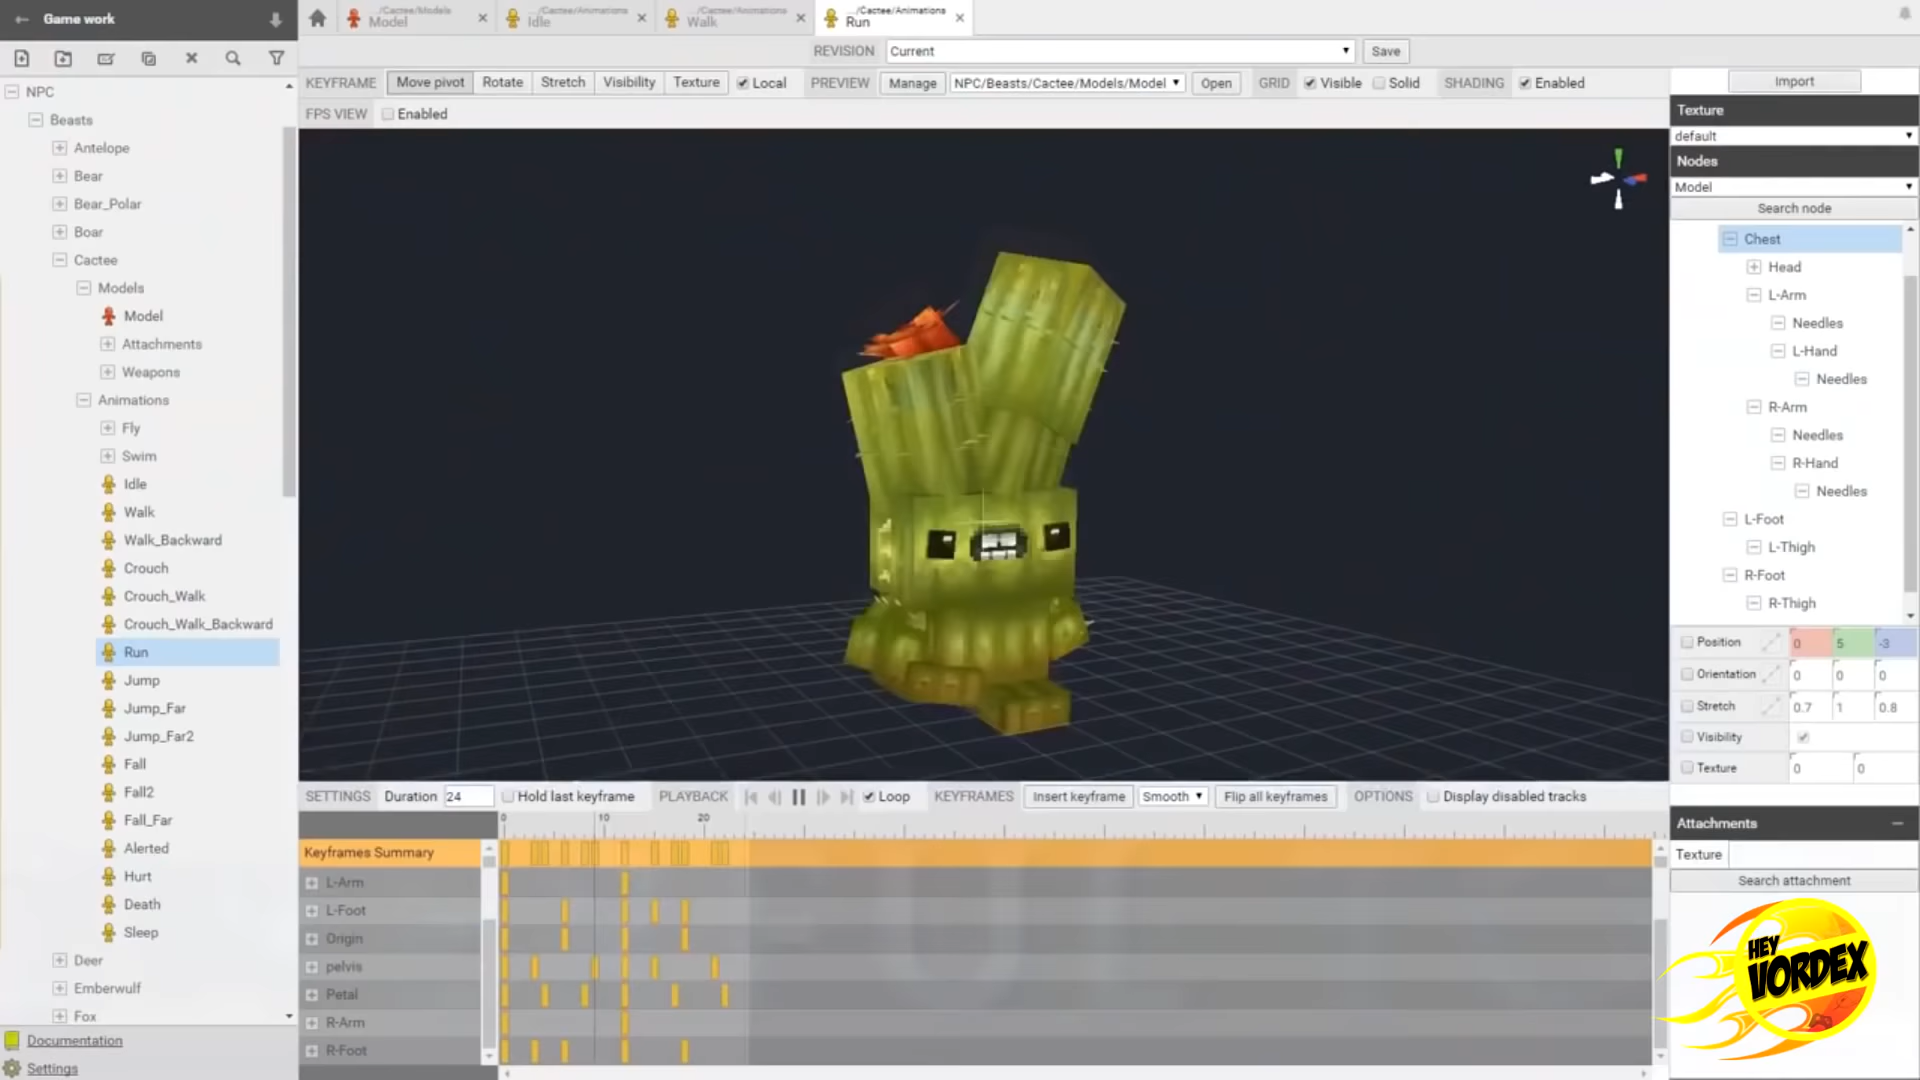 Game work
.../Cactee/Models
Model
.../Cactee/Animations
Idle
.../Cactee/Animations
Walk
.../Cactee/Animations
Run
REVISION Current Save
KEYFRAME Move pivot Rotate Stretch Visibility Texture Local PREVIEW Manage NPC/Beasts/Cactee/Models/Model Open GRID Visible Solid SHADING Enabled
FPS VIEW Enabled
NPC
Beasts
Antelope
Bear
Bear_Polar
Boar
Cactee
Models
Model
Attachments
Weapons
Animations
Fly
Swim
Idle
Walk
Walk_Backward
Crouch
Crouch_Walk
Crouch_Walk_Backward
Run
Jump
Jump_Far
Jump_Far2
Fall
Fall2
Fall_Far
Alerted
Hurt
Death
Sleep
Deer
Emberwulf
Fox
Documentation
Settings
Import
Texture
default
Nodes
Model
Search node
Chest
Head
L-Arm
Needles
L-Hand
Needles
R-Arm
Needles
R-Hand
Needles
L-Foot
L-Thigh
R-Foot
R-Thigh
Position 0 5 -3
Orientation 0 0 0
Stretch 0.7 1 0.8
Visibility
Texture 0 0
Attachments
Texture
Search attachment
SETTINGS Duration 24 Hold last keyframe PLAYBACK Loop KEYFRAMES Insert keyframe Smooth Flip all keyframes OPTIONS Display disabled tracks
0 10 20
Keyframes Summary
L-Arm
L-Foot
Origin
pelvis
Petal
R-Arm
R-Foot
HEY
VORDEX